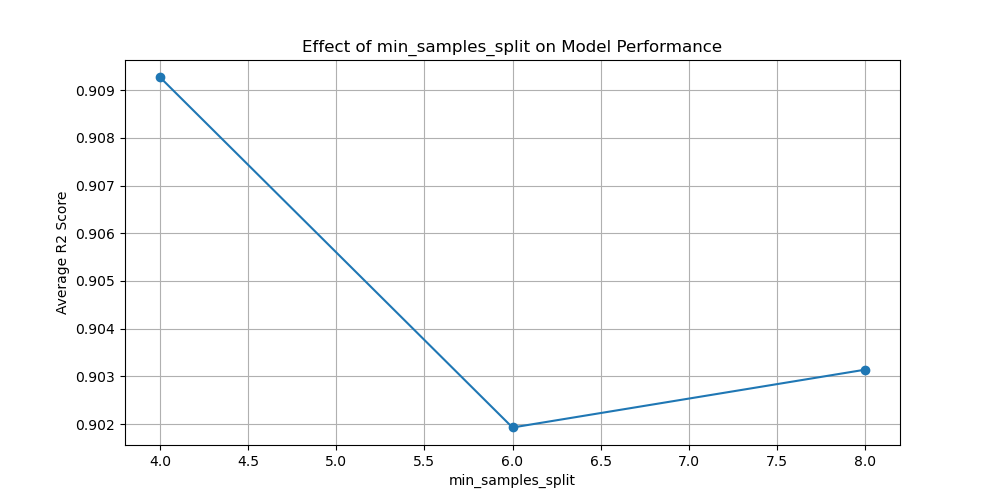 Effect of min_samples_split on Model Performance
Average R2 Score
0.909
0.908
0.907
0.906
0.905
0.904
0.903
0.902
4.0 4.5 5.0 5.5 6.0 6.5 7.0 7.5 8.0
min_samples_split